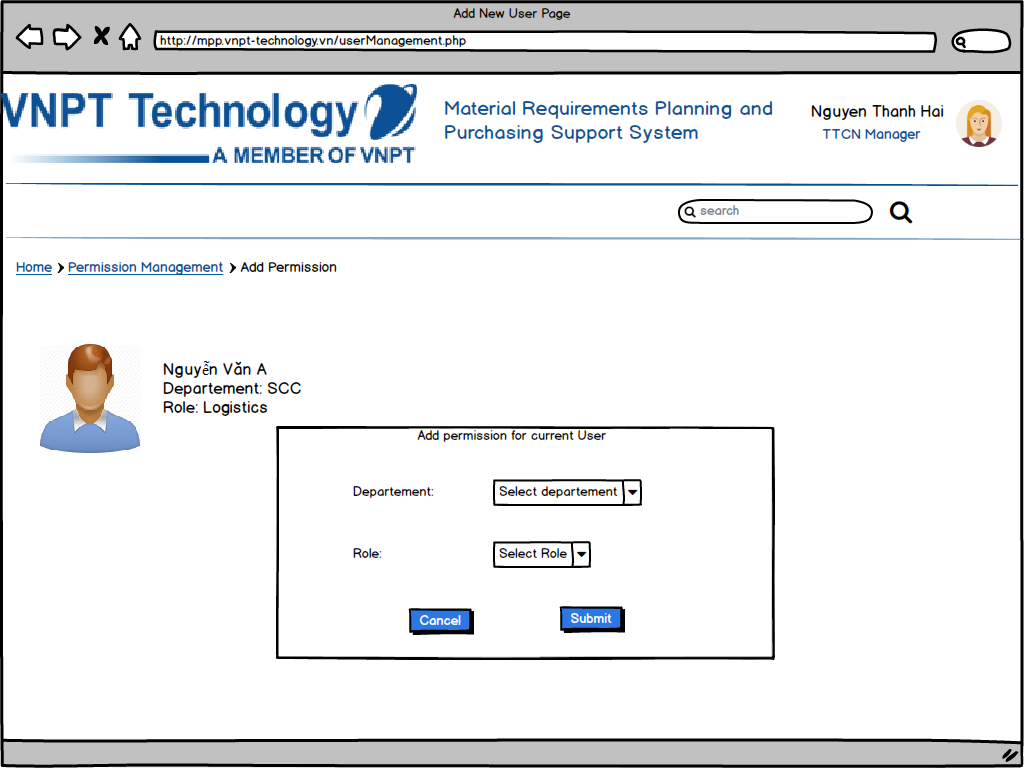 Add New User Page
http://mpp.vnpt-technology.vn/userManagement.php
VNPT Technology
A MEMBER OF VNPT
Material Requirements Planning and
Purchasing Support System
Nguyen Thanh Hai
TTCN Manager
search
Home > Permission Management > Add Permission
Nguyễn Văn A
Departement: SCC
Role: Logistics
Add permission for current User
Departement: Select departement
Role: Select Role
Cancel Submit